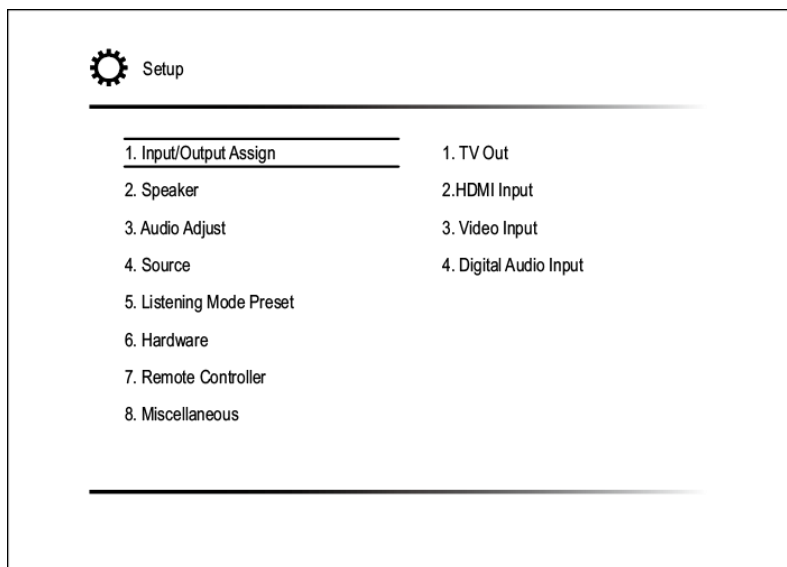 Setup
1. Input/Output Assign
2. Speaker
3. Audio Adjust
4. Source
5. Listening Mode Preset
6. Hardware
7. Remote Controller
8. Miscellaneous
1. TV Out
2.HDMI Input
3. Video Input
4. Digital Audio Input